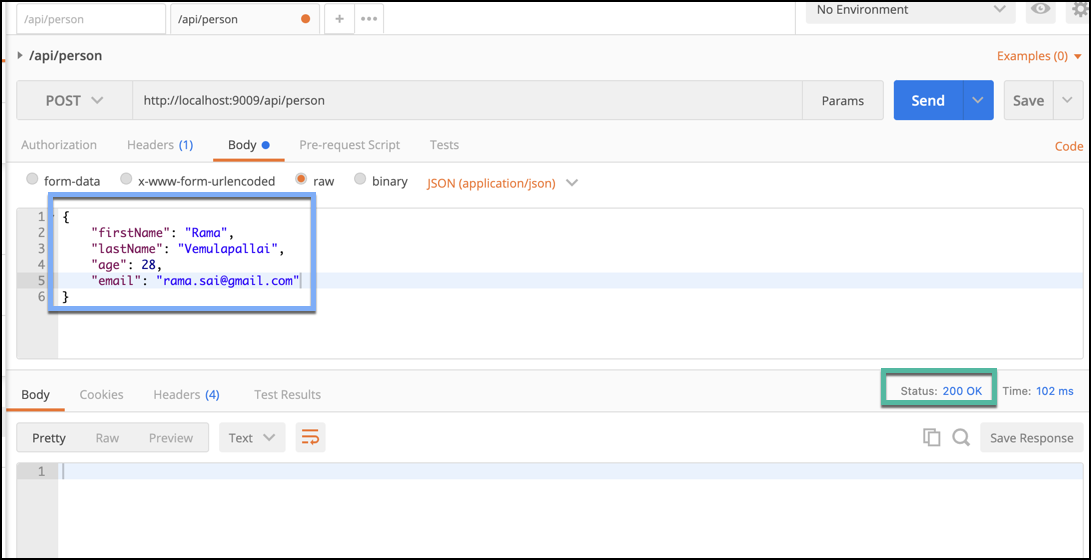 /api/person
/api/person
+
•••
No Environment
/api/person
Examples (0)
POST
http://localhost:9009/api/person
Params
Send
Save
Authorization
Headers (1)
Body
Pre-request Script
Tests
Code
form-data
x-www-form-urlencoded
raw
binary
JSON (application/json)
1 {
2 "firstName": "Rama",
3 "lastName": "Vemulapallai",
4 "age": 28,
5 "email": "rama.sai@gmail.com"
6 }
Body
Cookies
Headers (4)
Test Results
Status: 200 OK
Time: 102 ms
Pretty
Raw
Preview
Text
Save Response
1